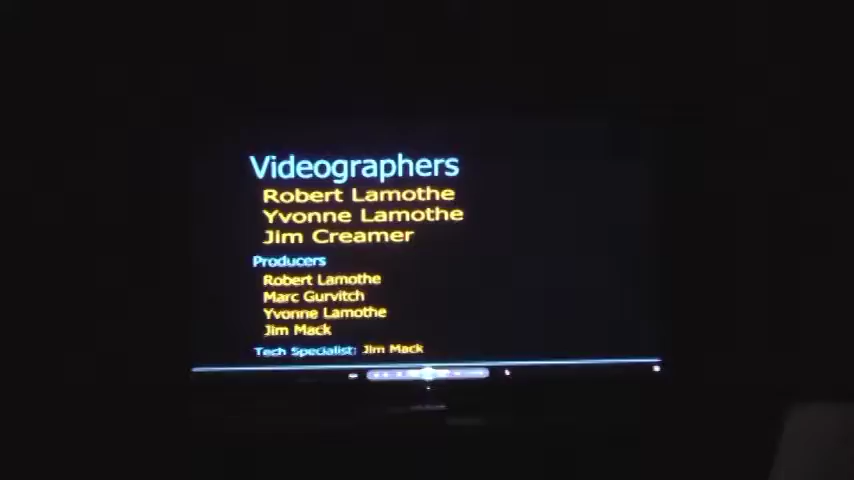 Videographers
Robert Lamothe
Yvonne Lamothe
Jim Creamer
Producers
Robert Lamothe
Marc Gurvitch
Yvonne Lamothe
Jim Mack
Tech Specialist: Jim Mack